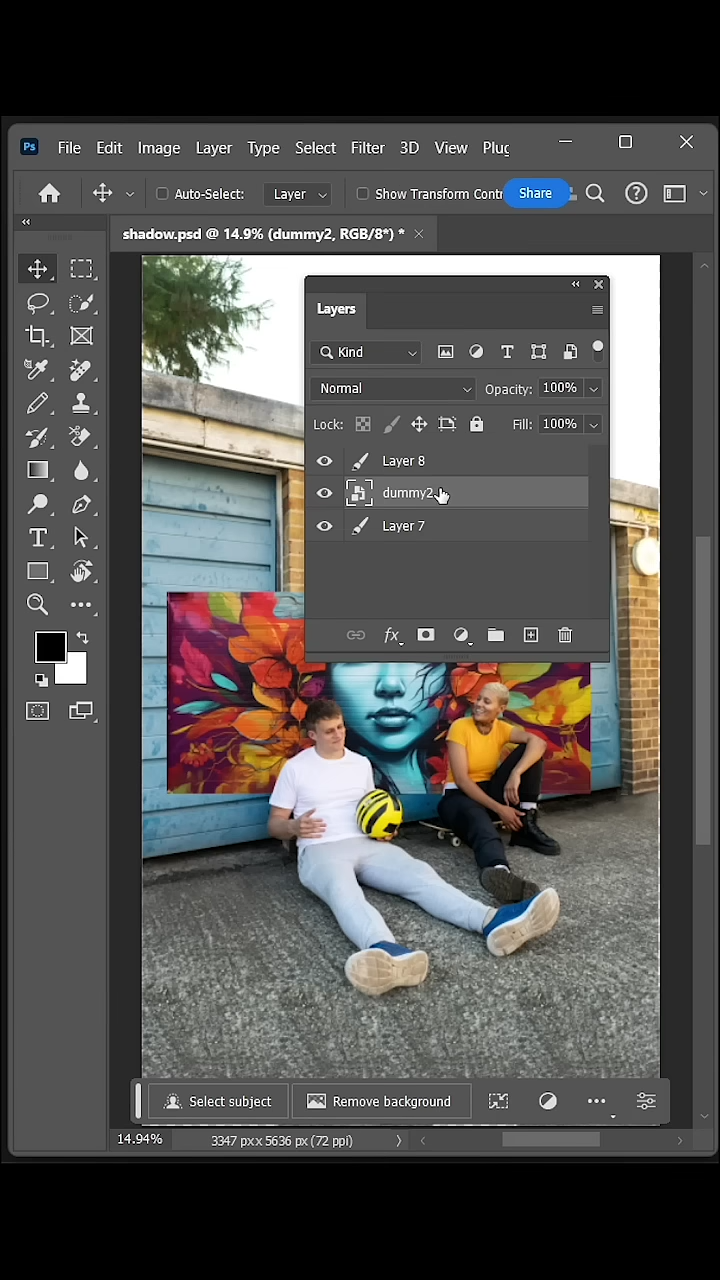 Ps File Edit Image Layer Type Select Filter 3D View Plug
Auto-Select: Layer Show Transform Contr Share
shadow.psd @ 14.9% (dummy2, RGB/8*) *
Layers
Kind
Normal Opacity: 100%
Lock: Fill: 100%
Layer 8
dummy2
Layer 7
fx
Select subject Remove background
14.94% 3347 px x 5636 px (72 ppi)